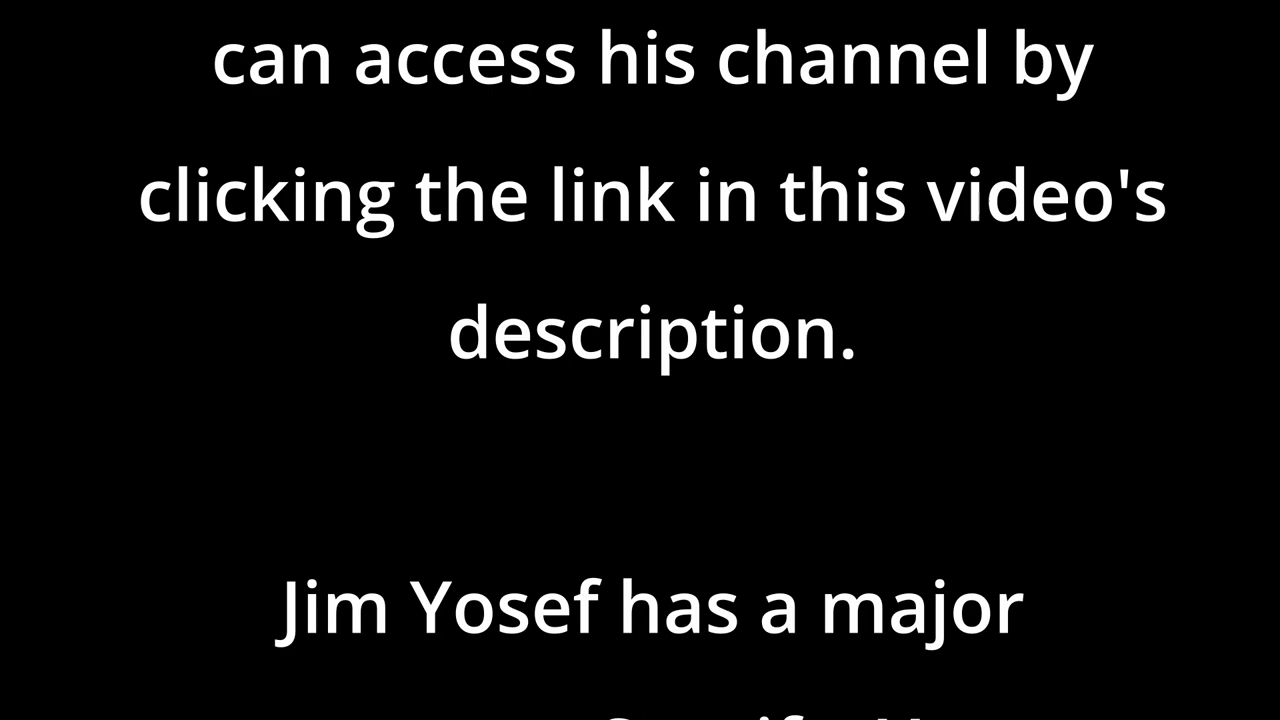 can access his channel by
clicking the link in this video's
description.
Jim Yosef has a major